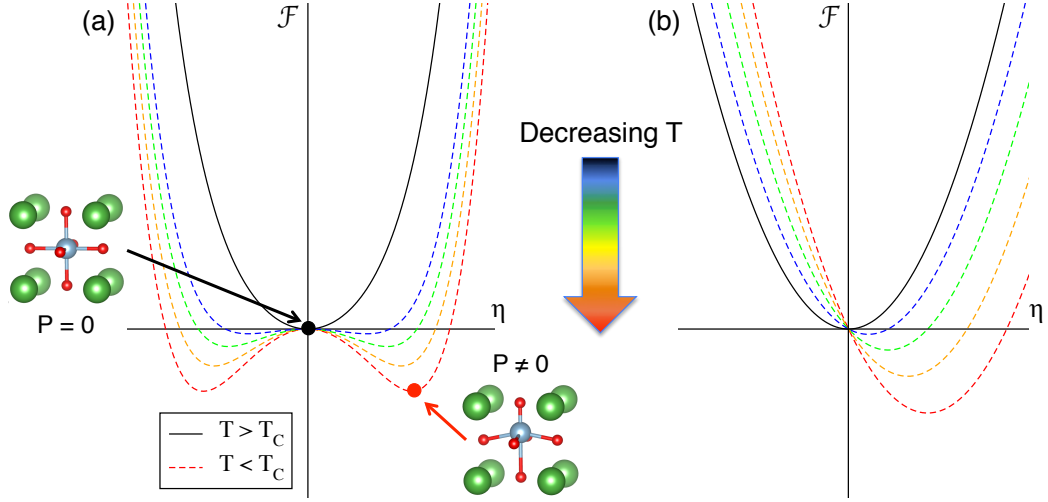 (a)
ℱ
(b)
ℱ
Decreasing T
η
η
P = 0
P ≠ 0
T > T_C
T < T_C